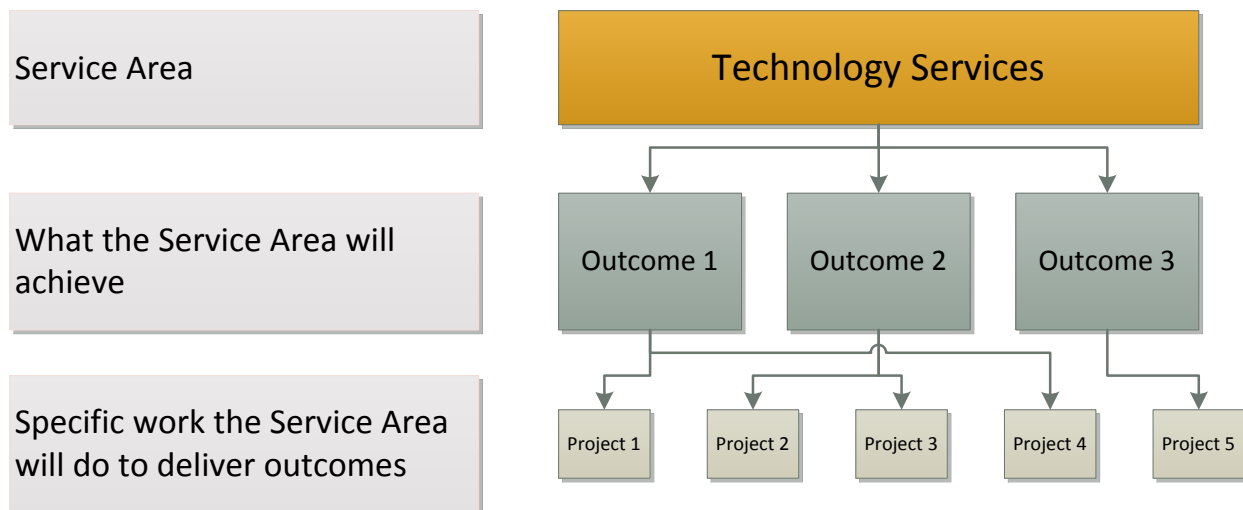 Service Area
Technology Services
What the Service Area will
achieve
Outcome 1
Outcome 2
Outcome 3
Specific work the Service Area
will do to deliver outcomes
Project 1
Project 2
Project 3
Project 4
Project 5